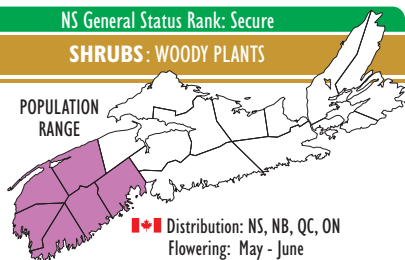 NS General Status Rank: Secure
SHRUBS: WOODY PLANTS
POPULATION
RANGE
Distribution: NS, NB, QC, ON
Flowering: May - June